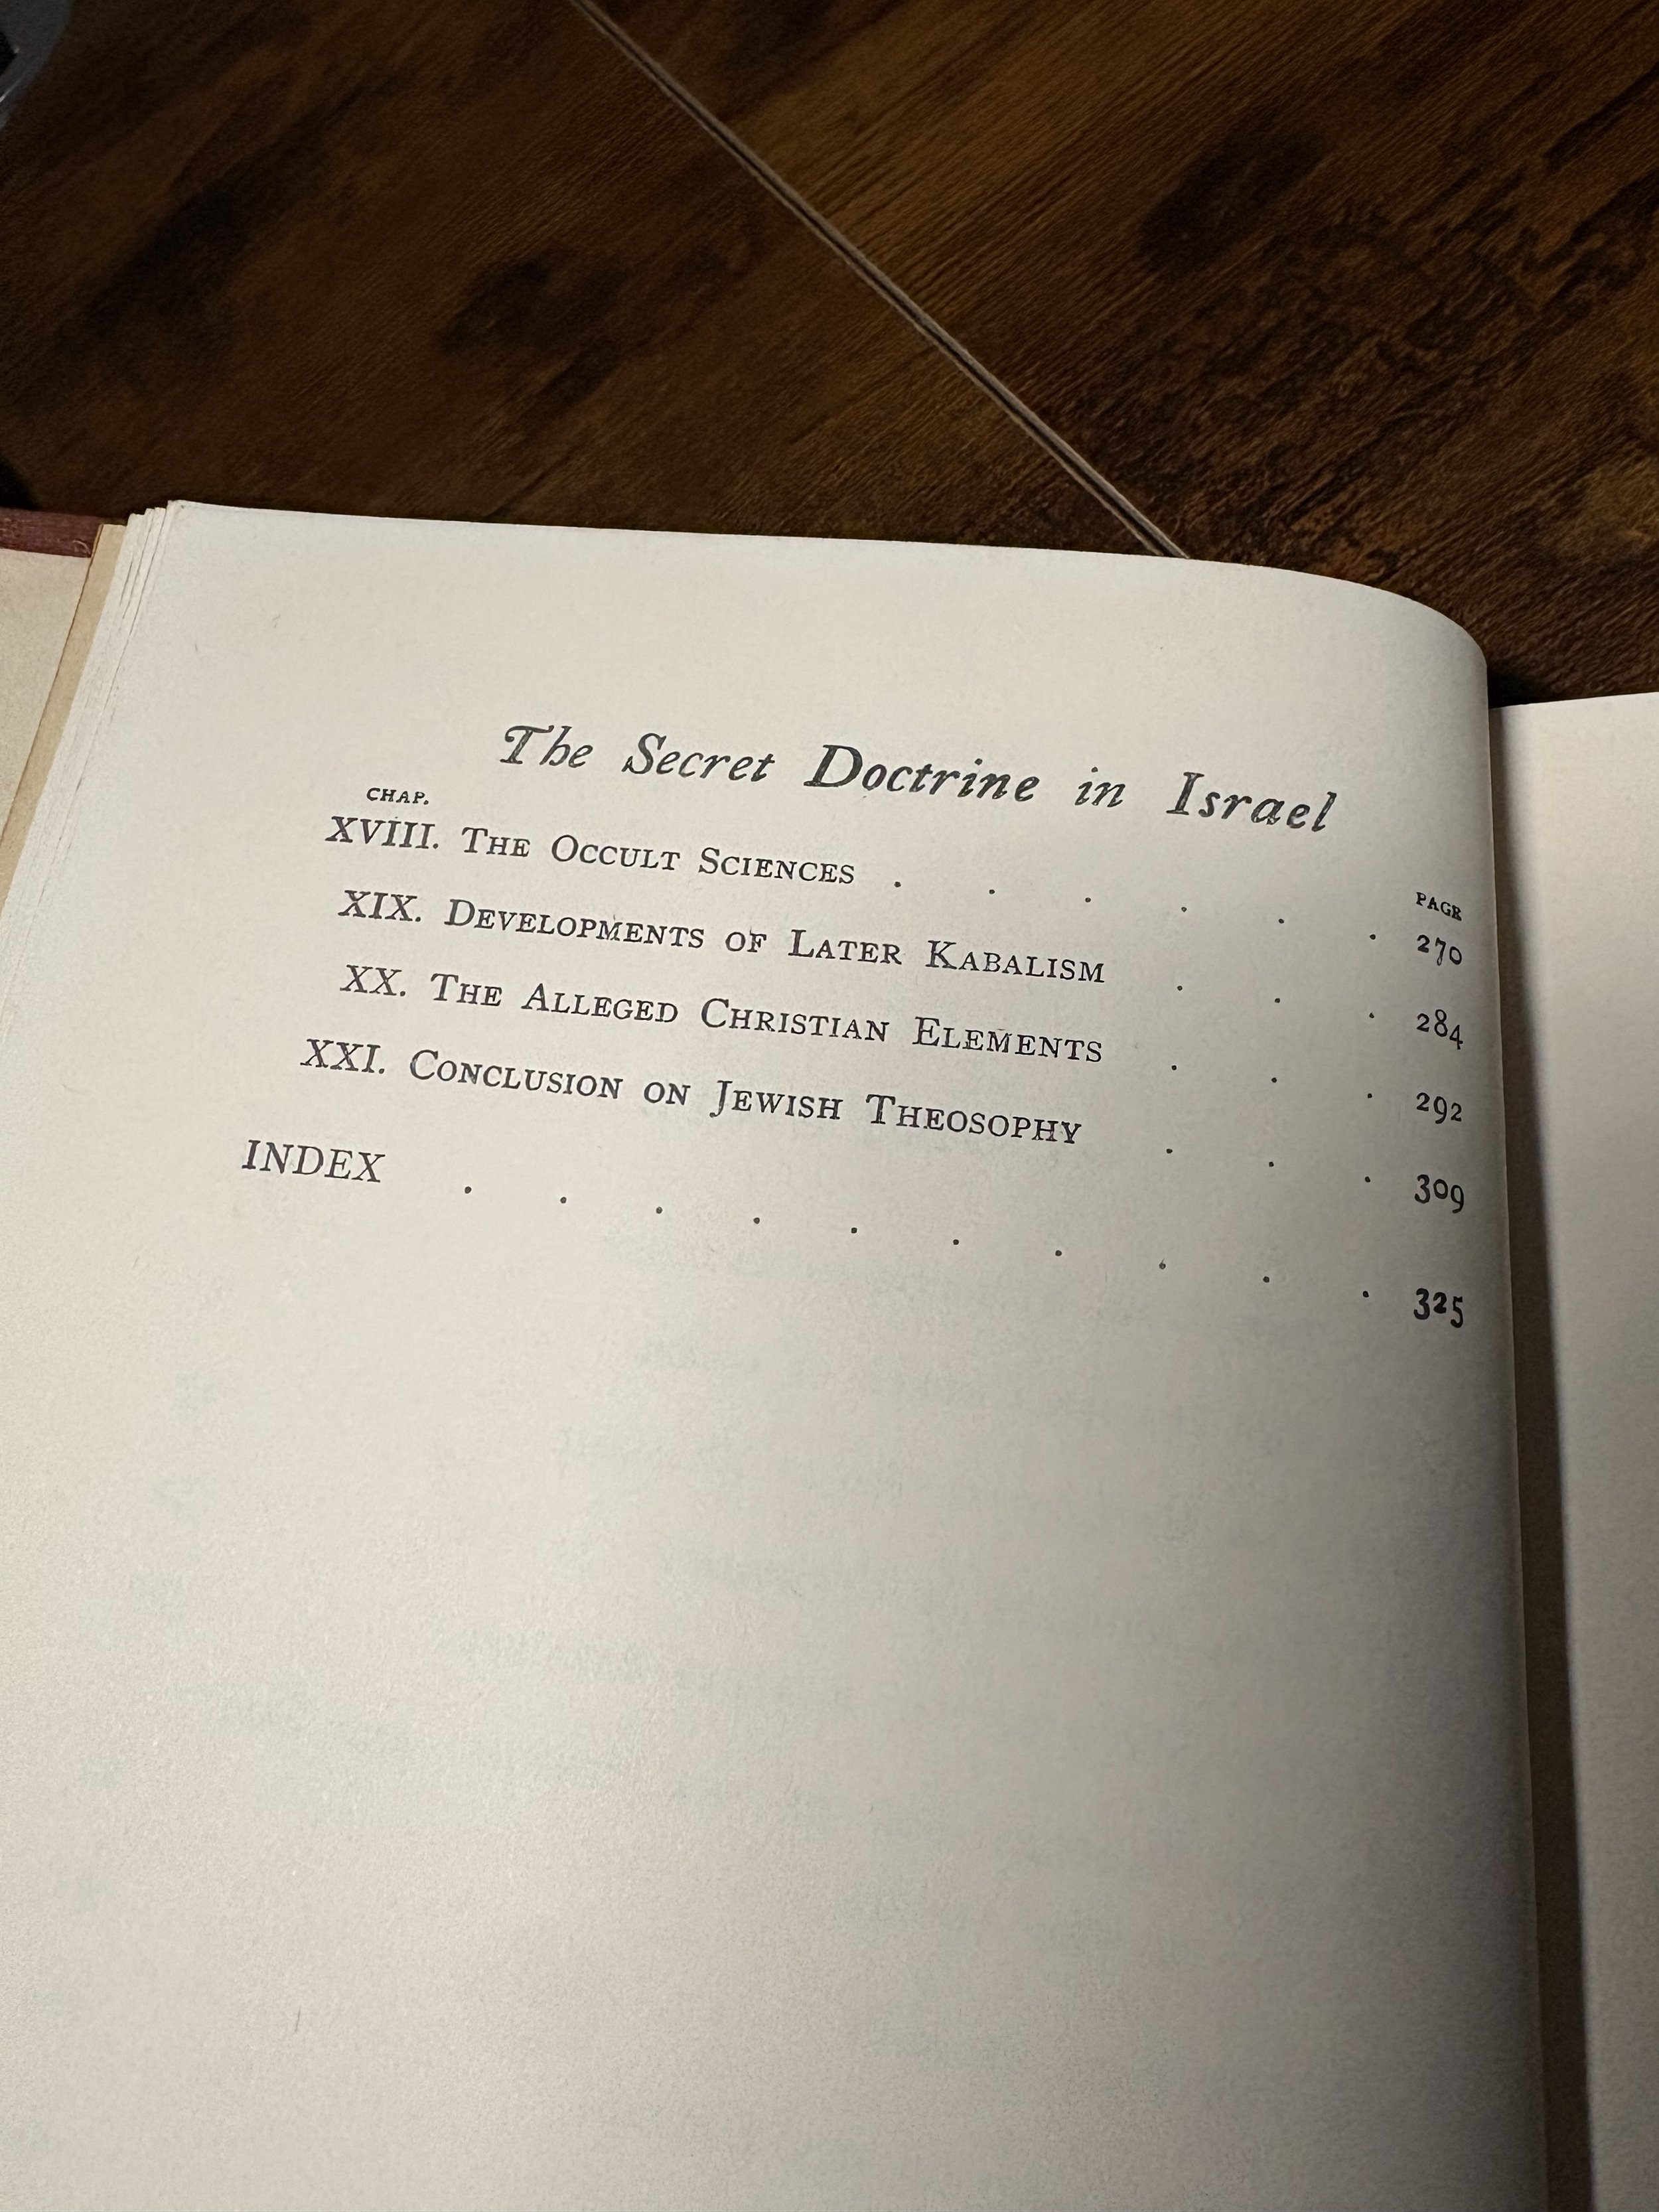 The Secret Doctrine in Israel
CHAP. PAGE
XVIII. The Occult Sciences . . . . . . 270
XIX. Developments of Later Kabalism . . . 284
XX. The Alleged Christian Elements . . . 292
XXI. Conclusion on Jewish Theosophy . . . 309
INDEX . . . . . . . . . . 325